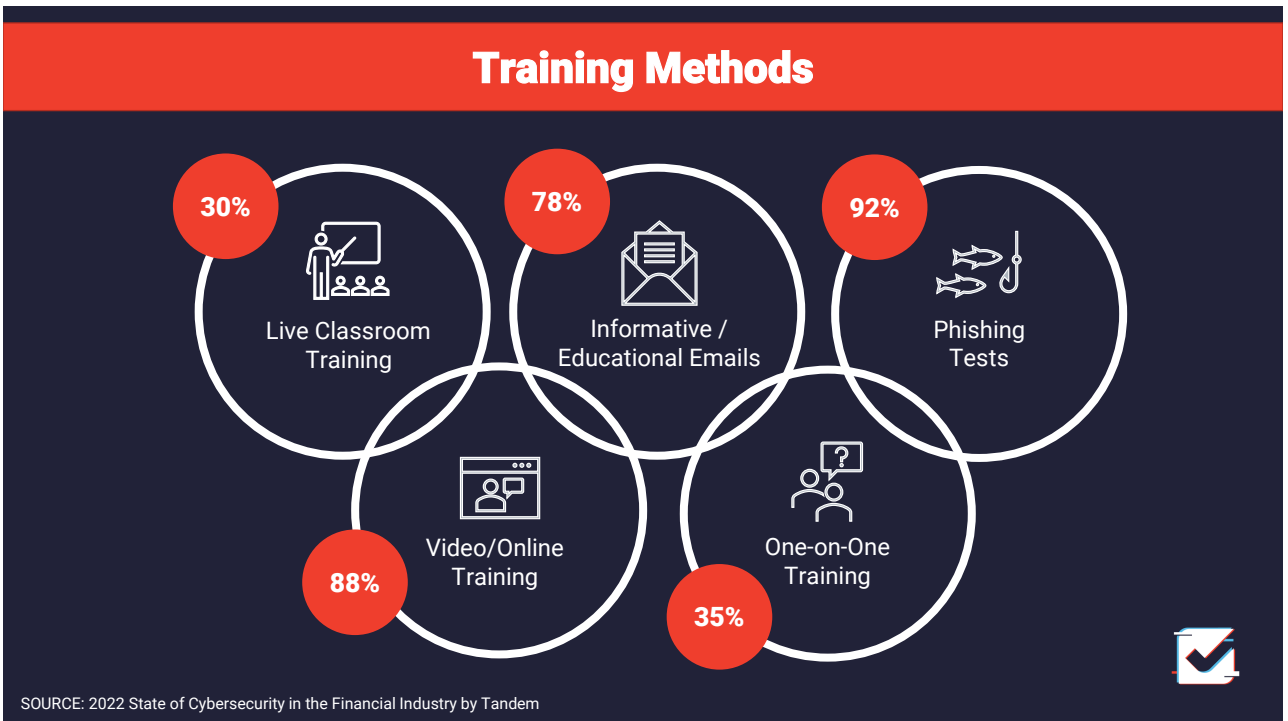 Training Methods
30%
Live Classroom
Training
78%
Informative /
Educational Emails
92%
Phishing
Tests
88%
Video/Online
Training
35%
?
One-on-One
Training
SOURCE: 2022 State of Cybersecurity in the Financial Industry by Tandem